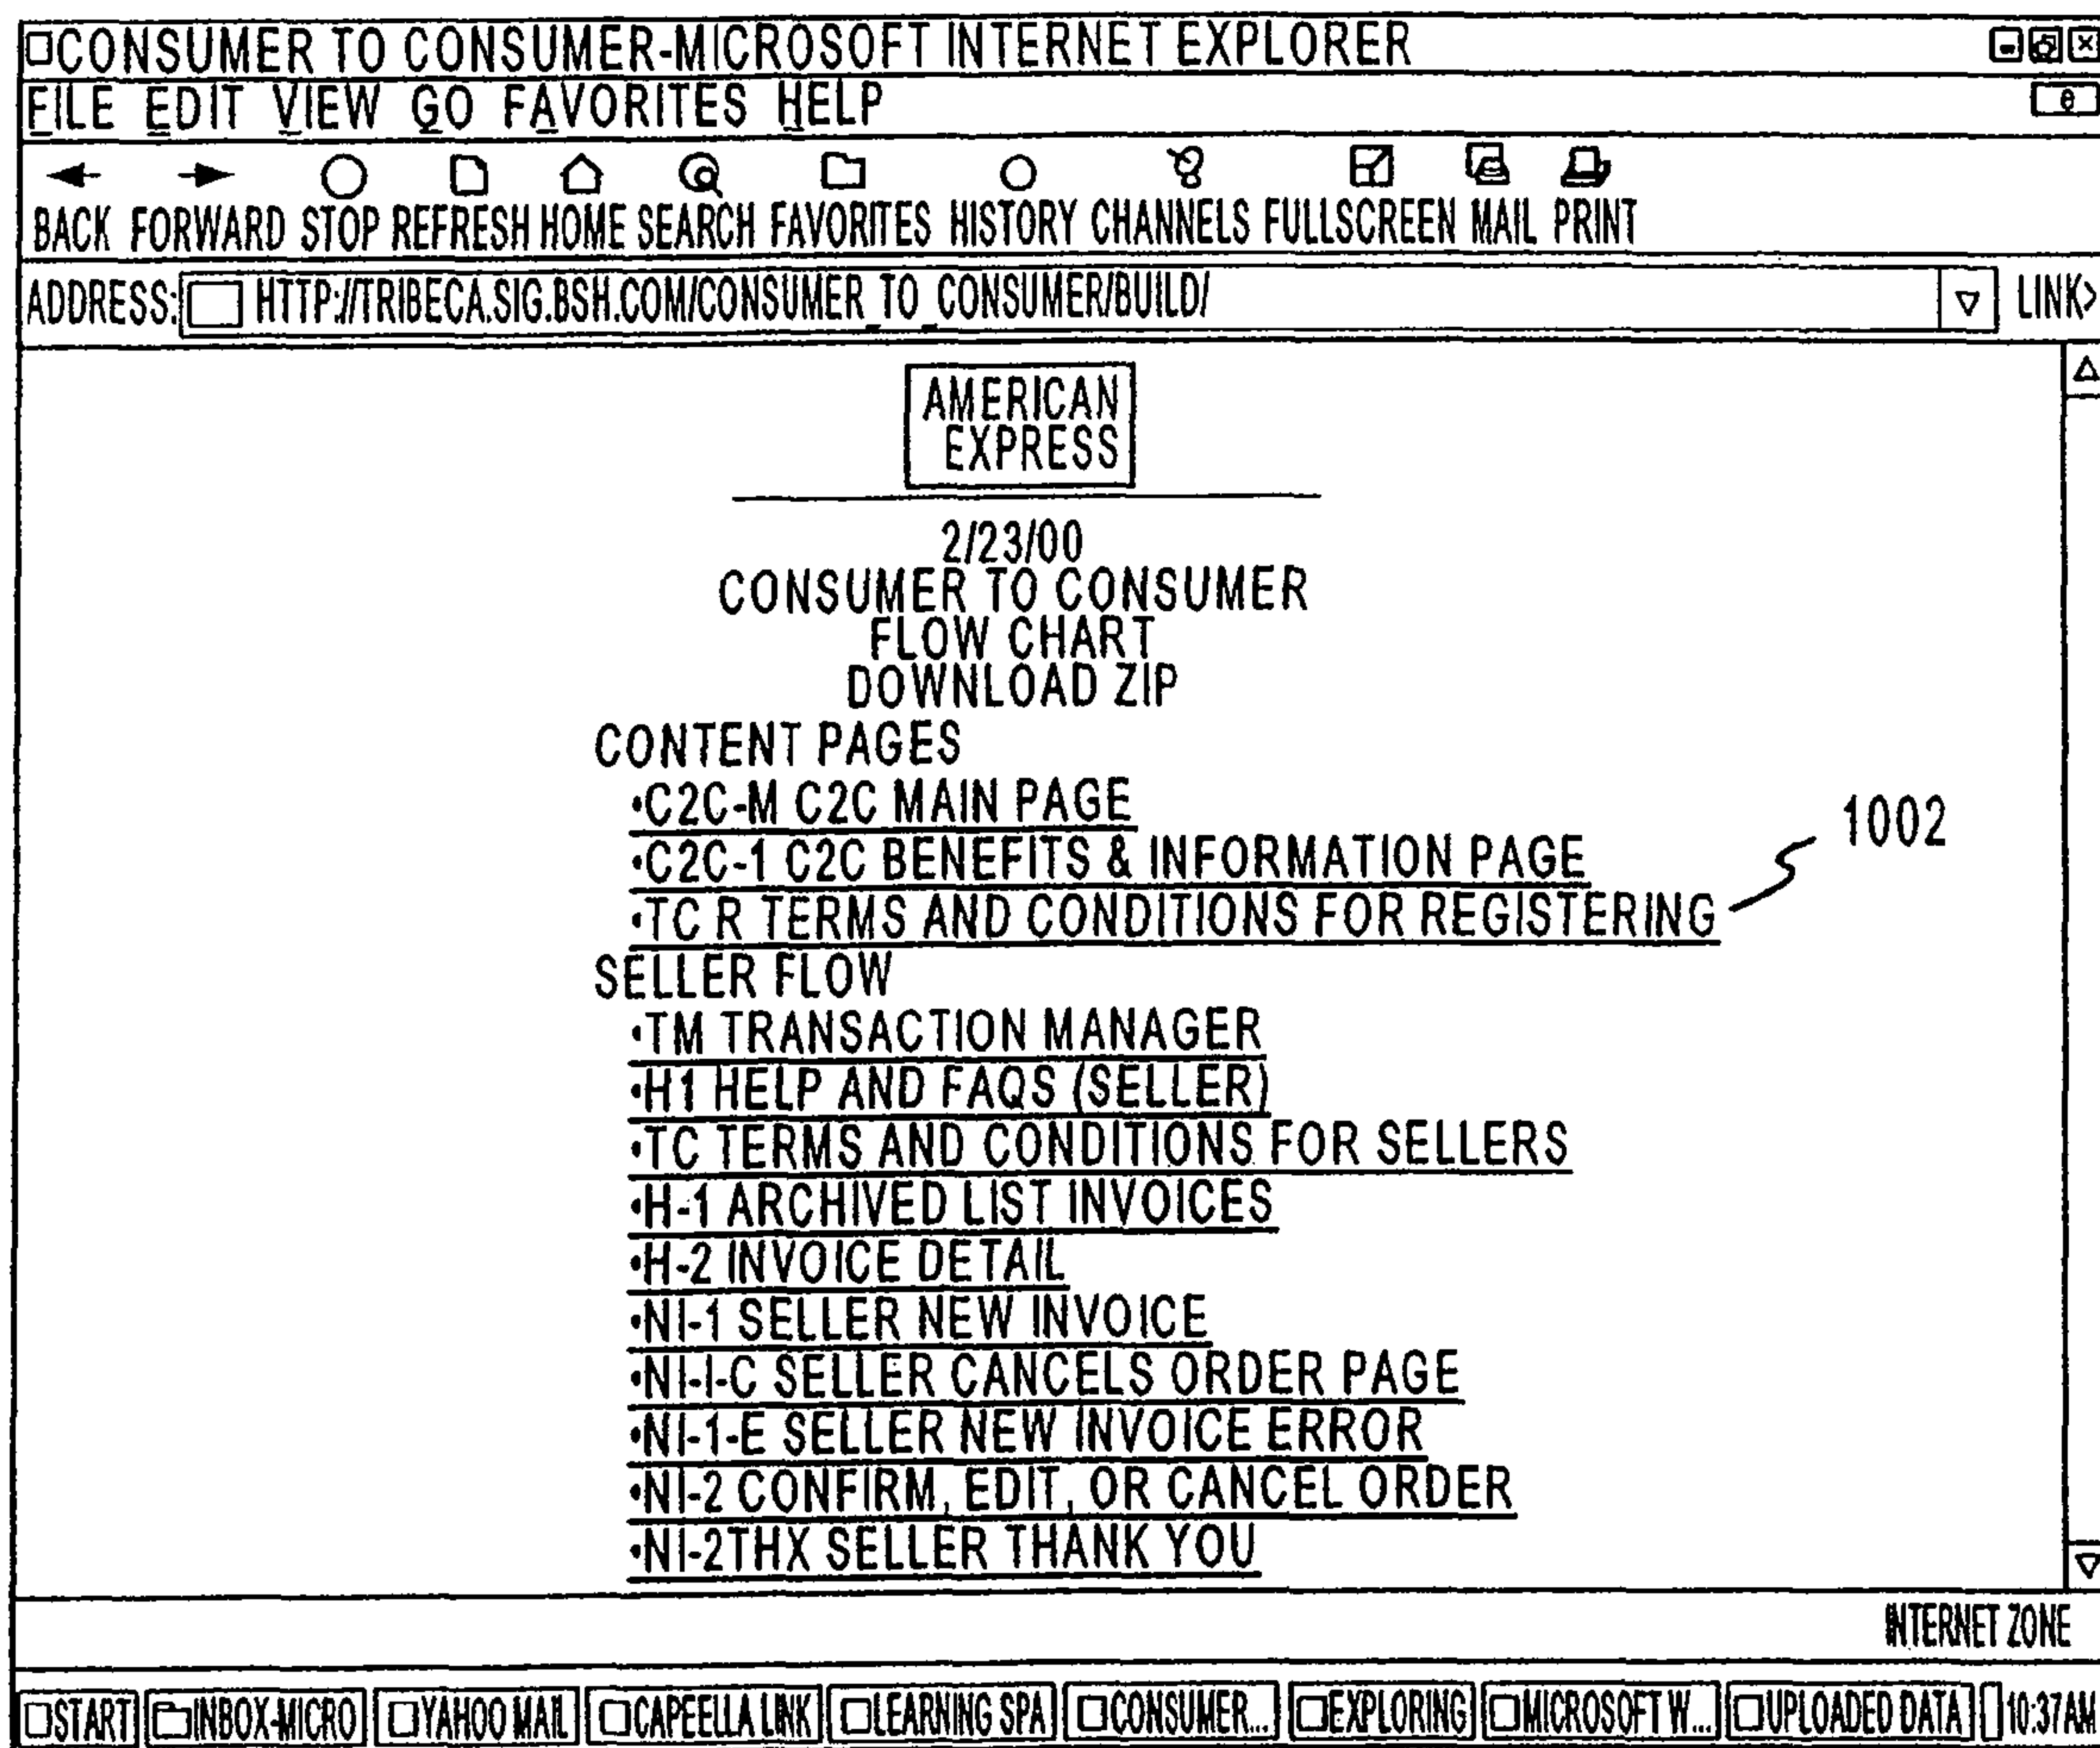 CONSUMER TO CONSUMER-MICROSOFT INTERNET EXPLORER
FILE EDIT VIEW GO FAVORITES HELP
e
BACK FORWARD STOP REFRESH HOME SEARCH FAVORITES HISTORY CHANNELS FULLSCREEN MAIL PRINT
ADDRESS: HTTP://TRIBECA.SIG.BSH.COM/CONSUMER_TO_CONSUMER/BUILD/ LINK>
AMERICAN
EXPRESS
2/23/00
CONSUMER TO CONSUMER
FLOW CHART
DOWNLOAD ZIP
CONTENT PAGES
•C2C-M C2C MAIN PAGE
•C2C-1 C2C BENEFITS & INFORMATION PAGE
1002
•TC R TERMS AND CONDITIONS FOR REGISTERING
SELLER FLOW
•TM TRANSACTION MANAGER
•H1 HELP AND FAQS (SELLER)
•TC TERMS AND CONDITIONS FOR SELLERS
•H-1 ARCHIVED LIST INVOICES
•H-2 INVOICE DETAIL
•NI-1 SELLER NEW INVOICE
•NI-I-C SELLER CANCELS ORDER PAGE
•NI-1-E SELLER NEW INVOICE ERROR
•NI-2 CONFIRM, EDIT, OR CANCEL ORDER
•NI-2THX SELLER THANK YOU
INTERNET ZONE
START INBOX-MICRO YAHOO MAIL CAPEELLA LINK LEARNING SPA CONSUMER... EXPLORING MICROSOFT W... UPLOADED DATA 10:37AM